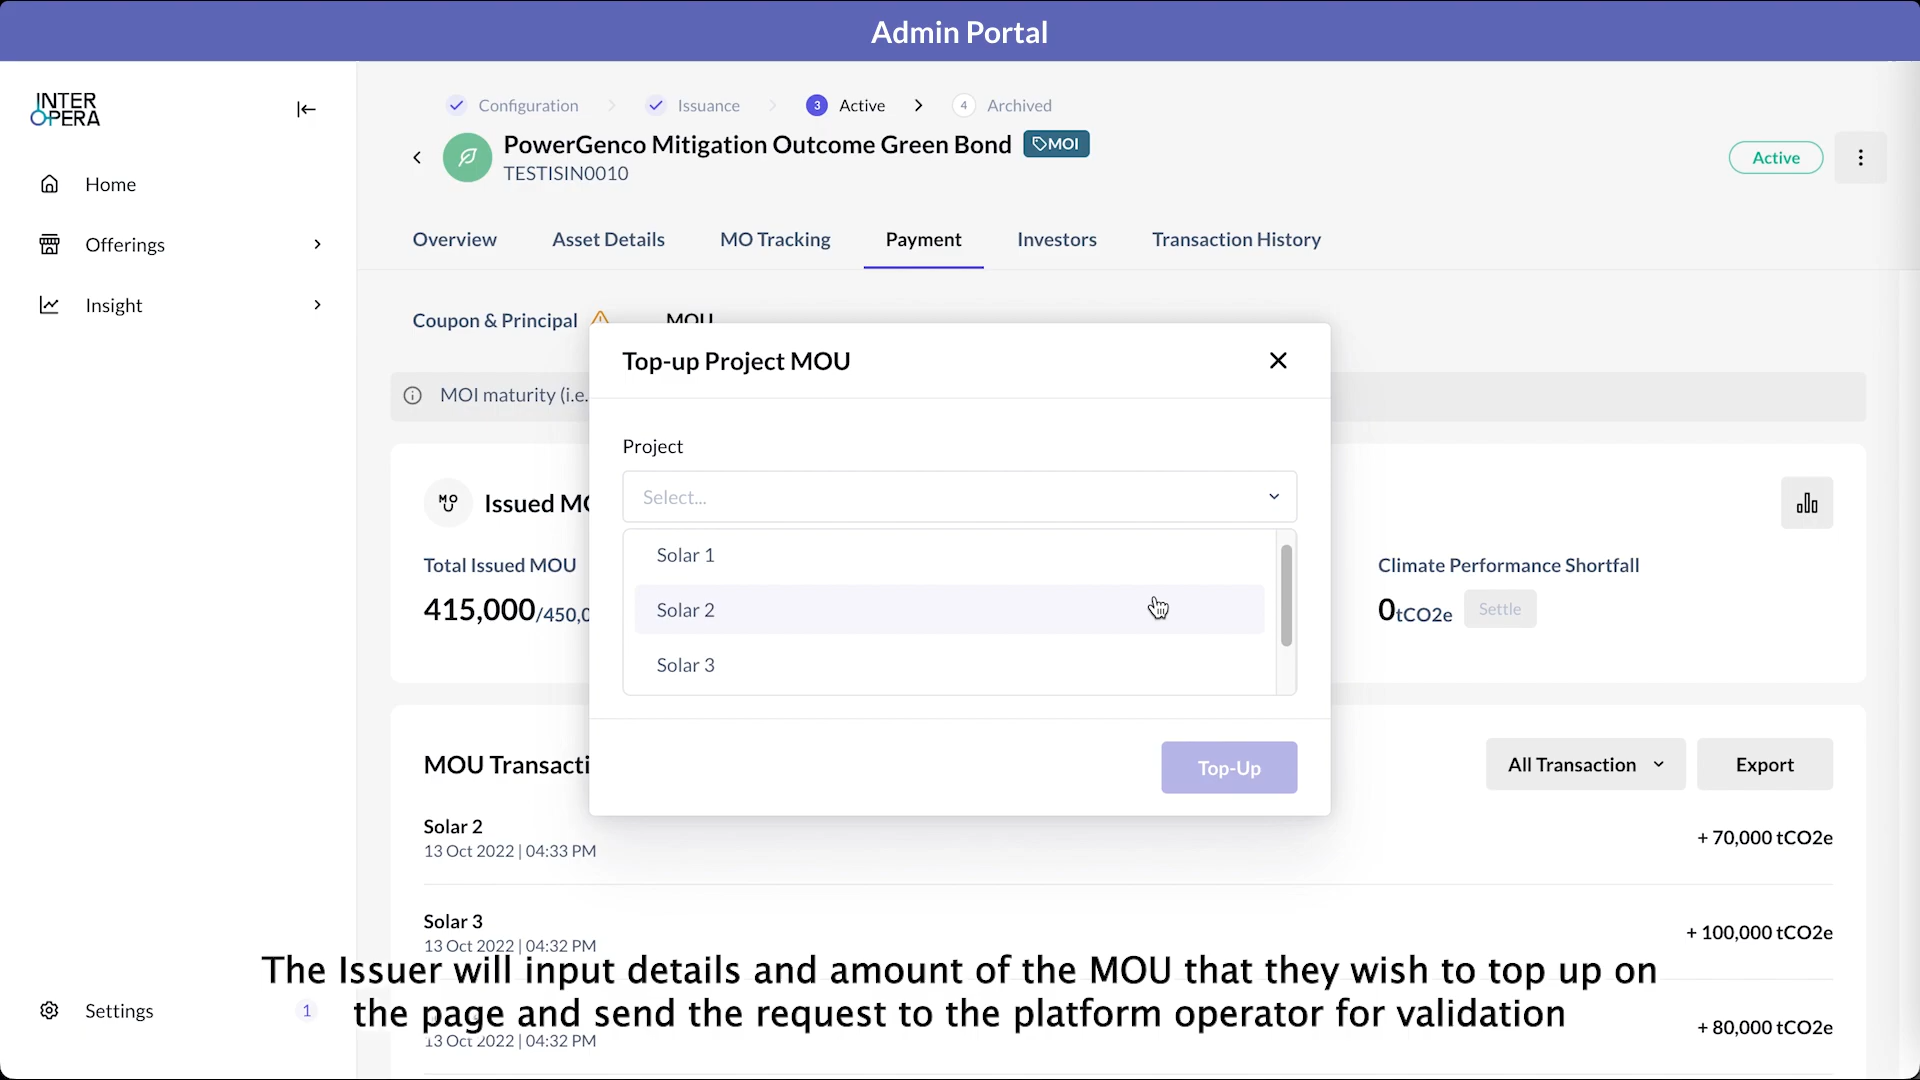 Admin Portal
INTER
OPERA
Home
Offerings
Insight
Settings
1
Configuration
Issuance
3 Active
4 Archived
PowerGenco Mitigation Outcome Green Bond
MOI
TESTISIN0010
Active
Overview
Asset Details
MO Tracking
Payment
Investors
Transaction History
Coupon & Principal
MOU
MOI maturity (i.e.
Top-up Project MOU
Project
Select...
Solar 1
Solar 2
Solar 3
Top-Up
MO
U
Issued
Total Issued MOU
415,000
Climate Performance Shortfall
0tCO2e
Settle
MOU
All Transaction
Export
Solar 2
13 Oct 2022 | 04:33 PM
+ 70,000 tCO2e
Solar 3
13 Oct 2022 | 04:32 PM
+ 100,000 tCO2e
13 Oct 2022 | 04:32 PM
+ 80,000 tCO2e
The Issuer will input details and amount of the MOU that they wish to top up on
the page and send the request to the platform operator for validation